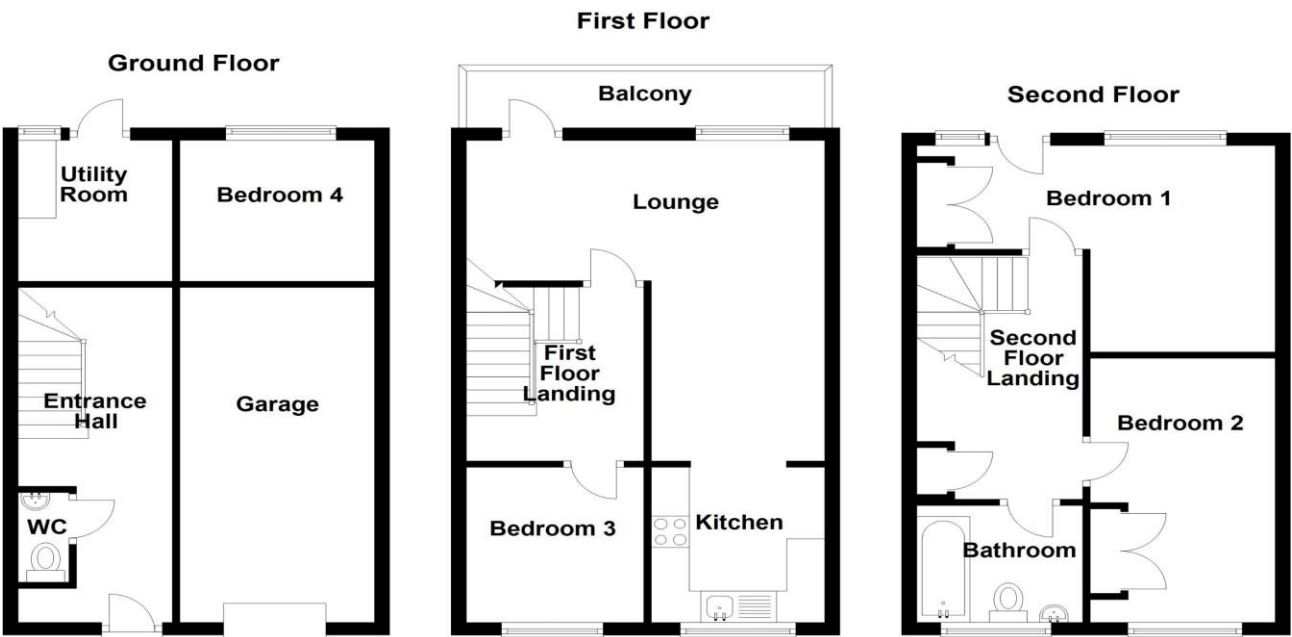 Ground Floor
Utility
Room
Bedroom 4
Entrance
Hall
Garage
WC
First Floor
Balcony
Lounge
First
Floor
Landing
Bedroom 3
Kitchen
Second Floor
Bedroom 1
Second
Floor
Landing
Bedroom 2
Bathroom